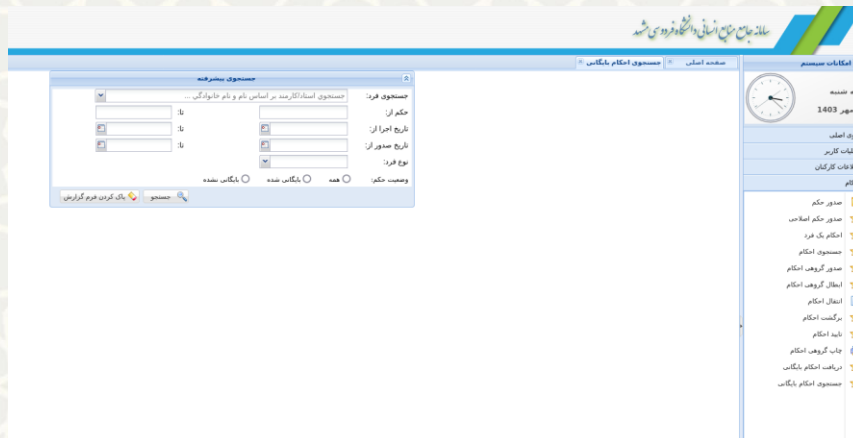 سامانه جامع منابع انسانی دانشگاه فردوسی مشهد
امکانات سیستم
صفحه اصلی
جستجوی احکام بایگانی
شنبه
مهر 1403
اصلی
کاربر
کارکنان
صدور حکم
صدور حکم اصلاحی
احکام یک فرد
جستجوی احکام
صدور گروهی احکام
ابطال گروهی احکام
انتقال احکام
برگشت احکام
تایید احکام
چاپ گروهی احکام
دریافت احکام بایگانی
جستجوی احکام بایگانی
جستجوی پیشرفته
جستجوی فرد: جستجوی استاد/کارمند بر اساس نام و نام خانوادگی ...
حکم از: تا:
تاریخ اجرا از: تا:
تاریخ صدور از: تا:
نوع فرد:
وضعیت حکم: همه بایگانی شده بایگانی نشده
جستجو پاک کردن فرم گزارش